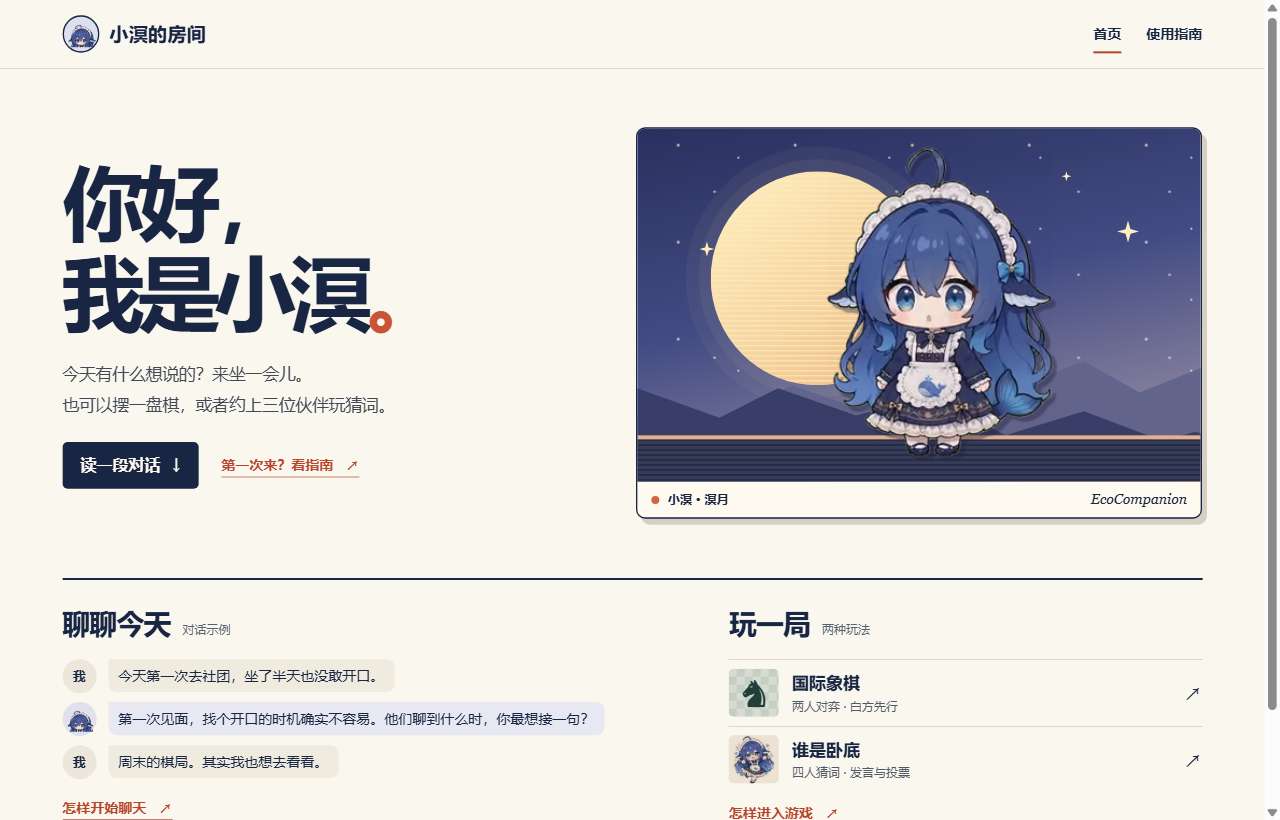 小溟的房间
首页
使用指南
你好，
我是小溟。
今天有什么想说的？来坐一会儿。
也可以摆一盘棋，或者约上三位伙伴玩猜词。
读一段对话 ↓
第一次来？看指南 ↗
小溟·溟月
EcoCompanion
聊聊今天 对话示例
我
今天第一次去社团，坐了半天也没敢开口。
第一次见面，找个开口的时机确实不容易。他们聊到什么时，你最想接一句？
我
周末的棋局。其实我也想去看看。
怎样开始聊天 ↗
玩一局 两种玩法
国际象棋
两人对弈 · 白方先行
↗
谁是卧底
四人猜词 · 发言与投票
↗
怎样进入游戏 ↗